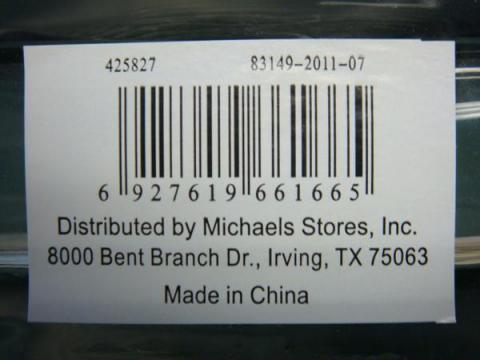 425827 83149-2011-07
6 927619 661665
Distributed by Michaels Stores, Inc.
8000 Bent Branch Dr., Irving, TX 75063
Made in China